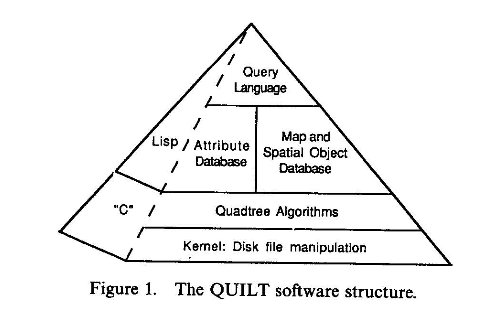 Query
Language
Lisp
Attribute
Database
Map and
Spatial Object
Database
"C"
Quadtree Algorithms
Kernel: Disk file manipulation
Figure 1. The QUILT software structure.